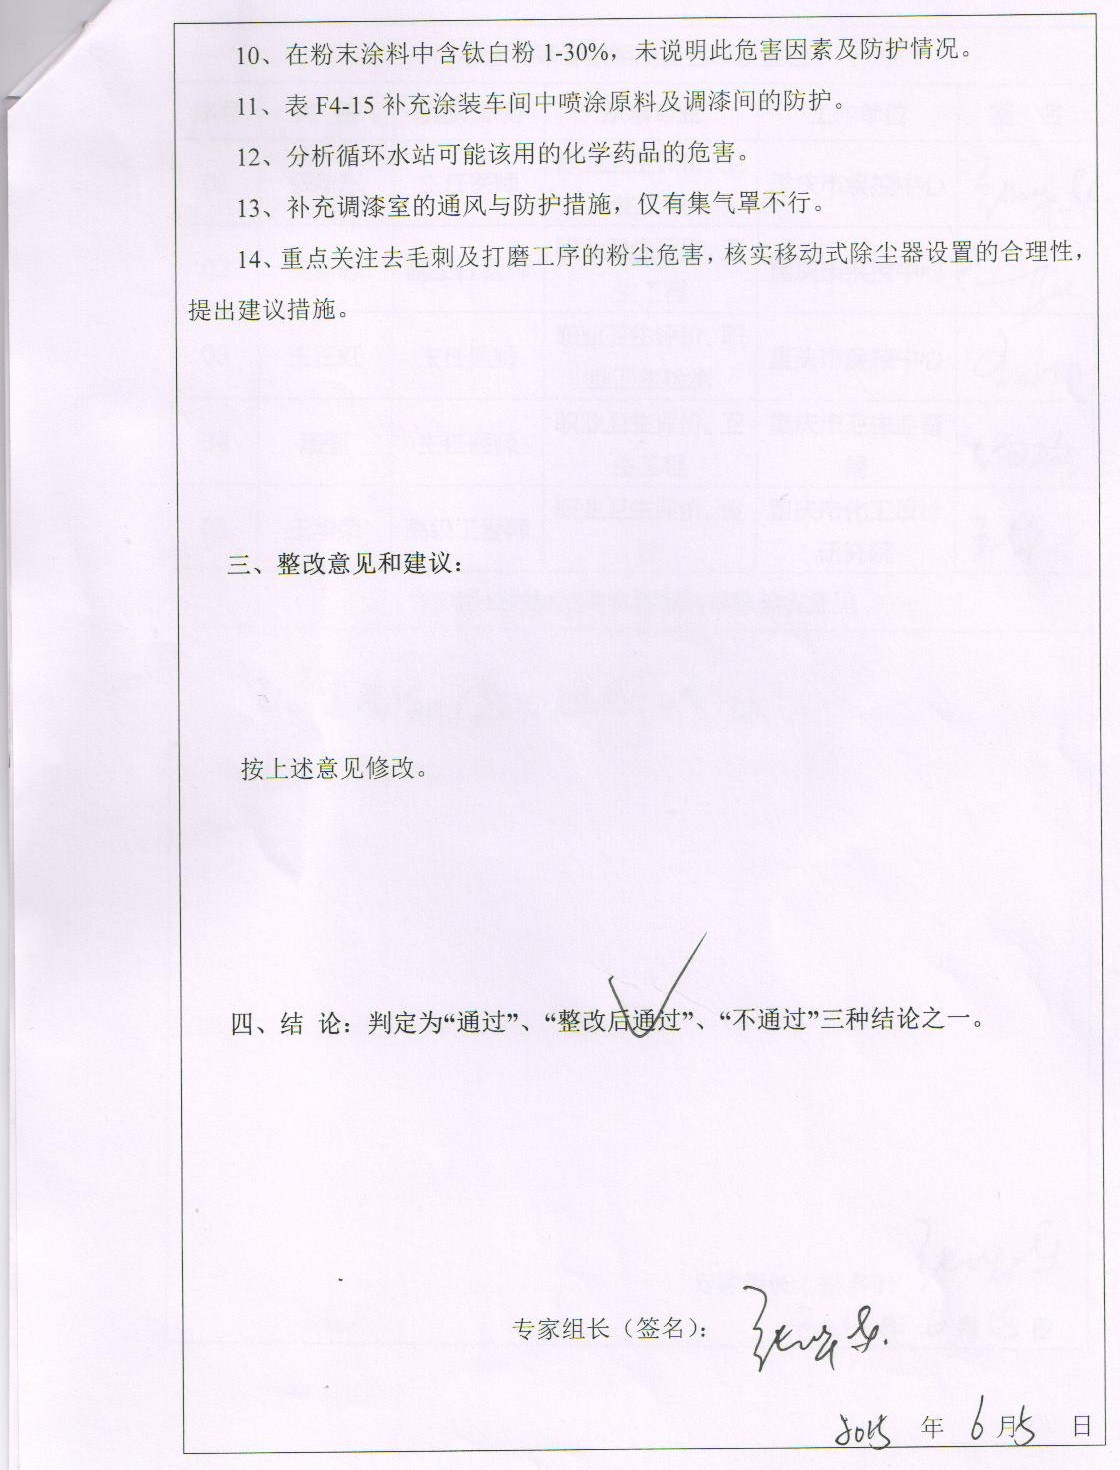 10、在粉末涂料中含钛白粉 1-30%，未说明此危害因素及防护情况。
11、表 F4-15 补充涂装车间中喷涂原料及调漆间的防护。
12、分析循环水站可能该用的化学药品的危害。
13、补充调漆室的通风与防护措施，仅有集气罩不行。
14、重点关注去毛刺及打磨工序的粉尘危害，核实移动式除尘器设置的合理性，
提出建议措施。
三、整改意见和建议：
按上述意见修改。
四、结 论：判定为“通过”、“整改后通过”、“不通过”三种结论之一。
专家组长（签名）：
2015 年 6 月 5 日